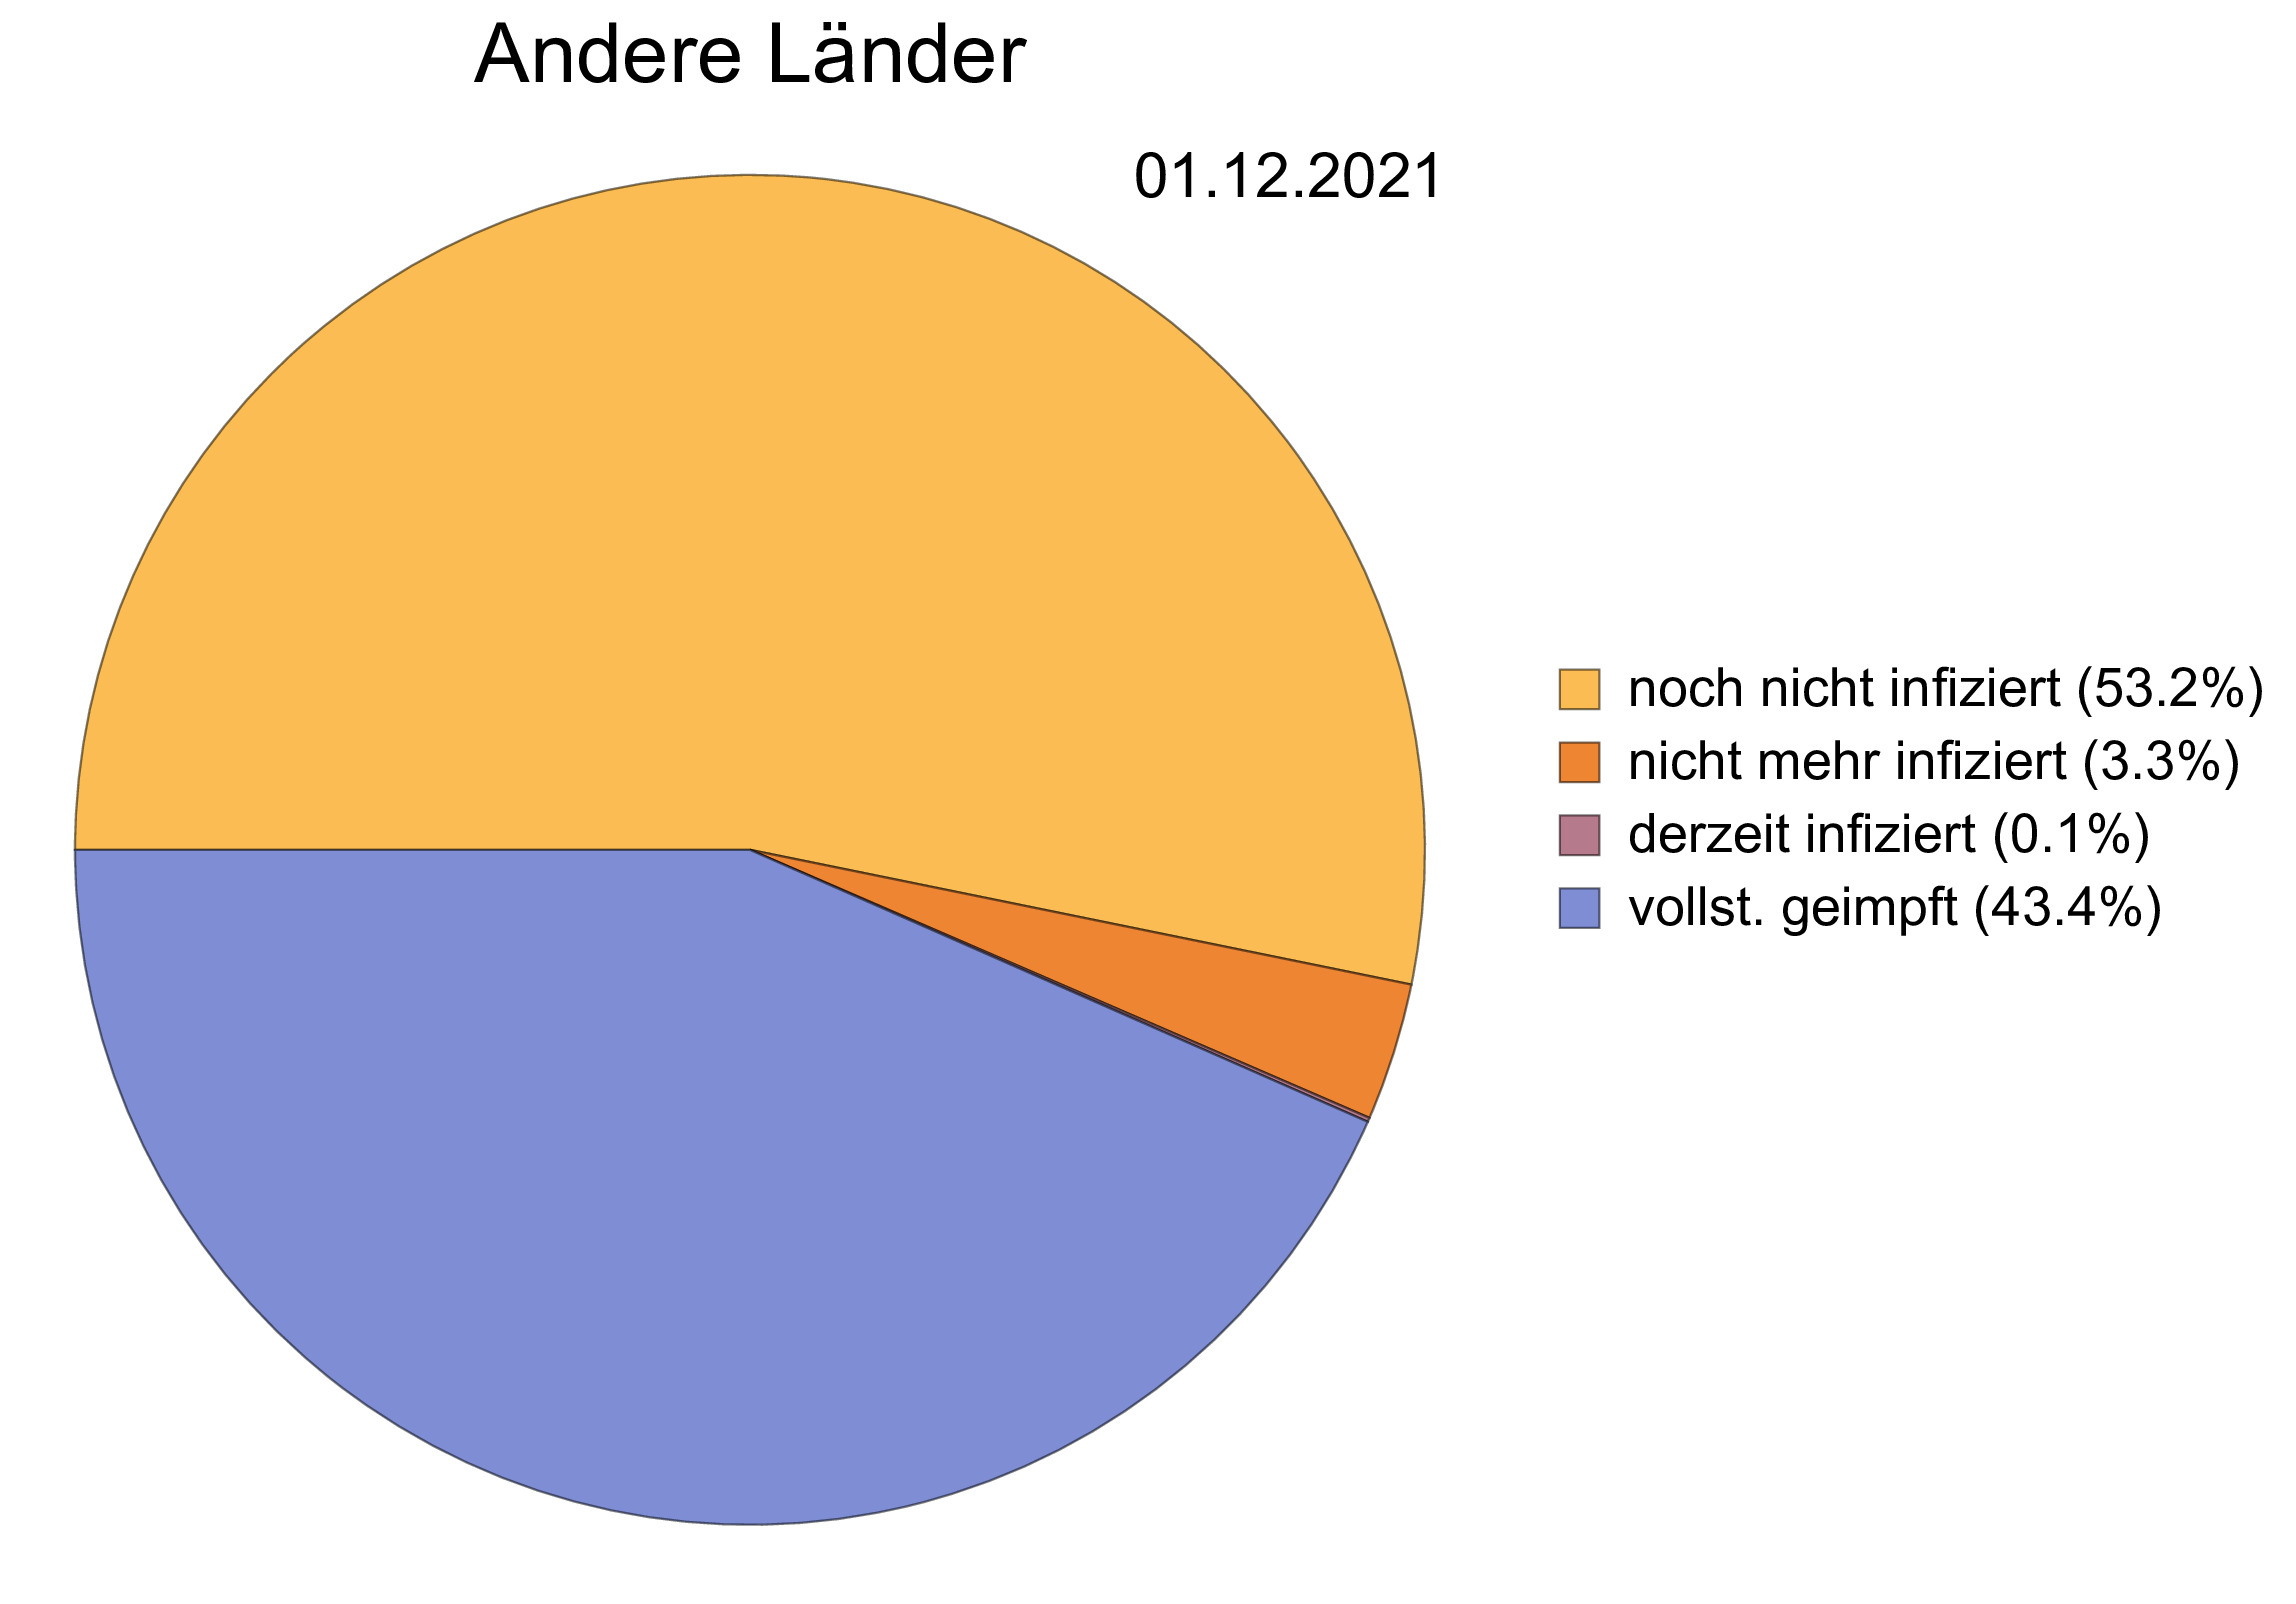 Andere Länder
01.12.2021
noch nicht infiziert (53.2%)
nicht mehr infiziert (3.3%)
derzeit infiziert (0.1%)
vollst. geimpft (43.4%)